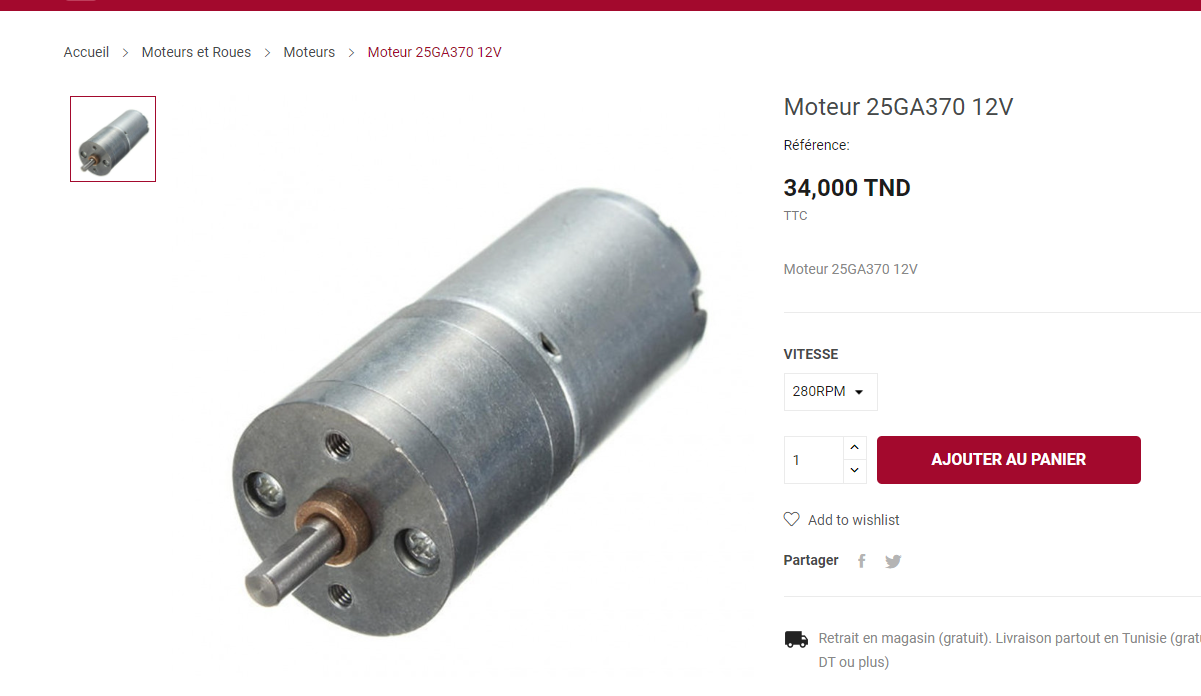 Accueil > Moteurs et Roues > Moteurs > Moteur 25GA370 12V
Moteur 25GA370 12V
Référence:
34,000 TND
TTC
Moteur 25GA370 12V
VITESSE
280RPM
1
AJOUTER AU PANIER
Add to wishlist
Partager
Retrait en magasin (gratuit). Livraison partout en Tunisie (grat
DT ou plus)